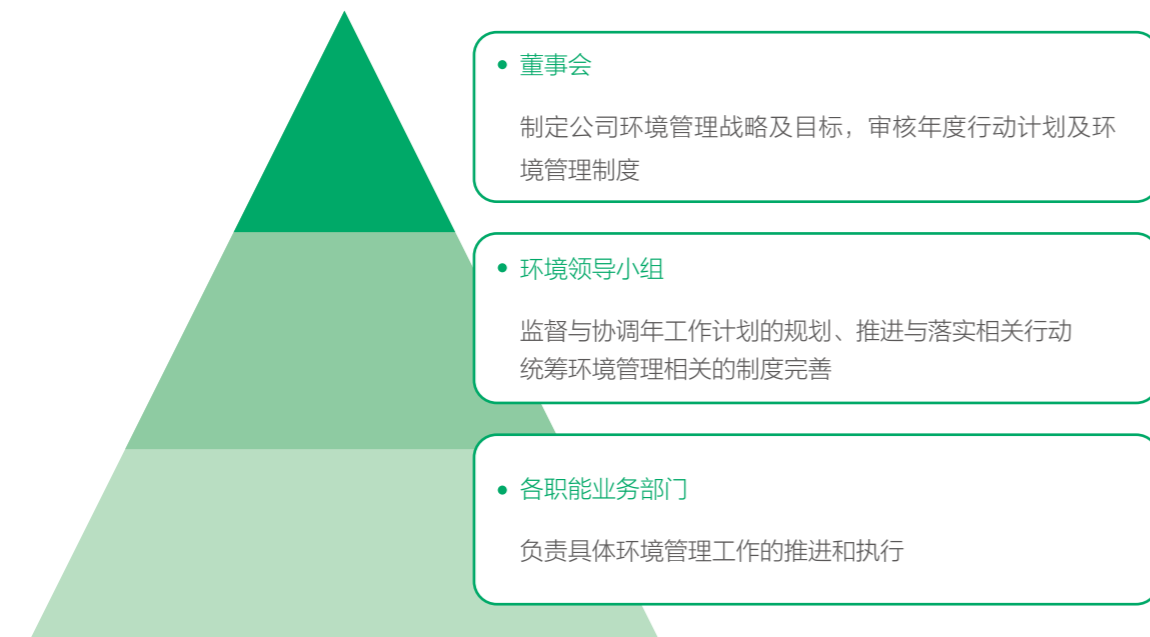 董事会
制定公司环境管理战略及目标，审核年度行动计划及环
境管理制度
环境领导小组
监督与协调年工作计划的规划、推进与落实相关行动
统筹环境管理相关的制度完善
各职能业务部门
负责具体环境管理工作的推进和执行